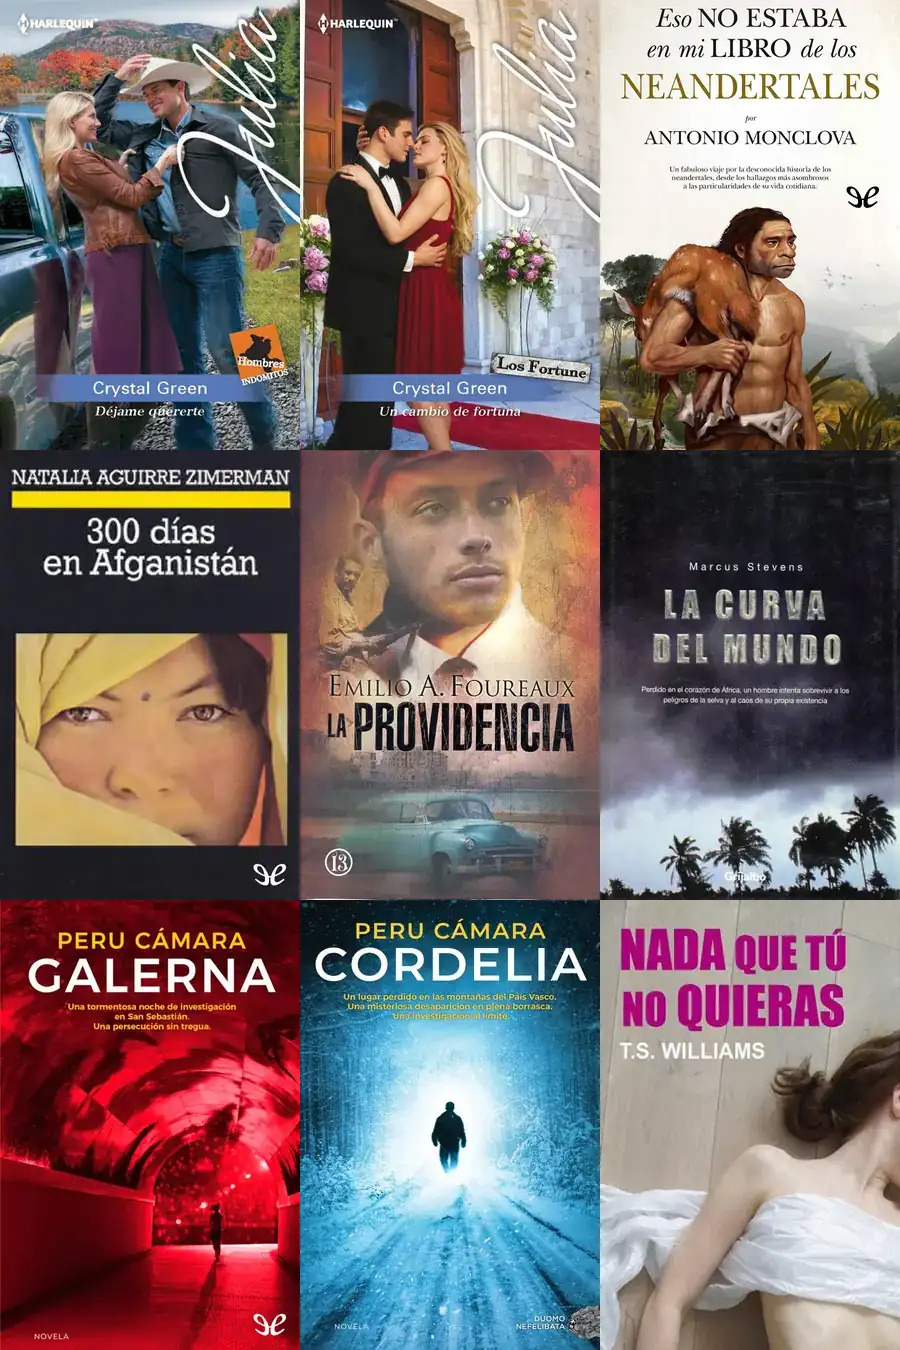 HARLEQUIN™
Julia
Hombres
INDOMITOS
Crystal Green
Déjame quererte
HARLEQUIN™
Julia
Los Fortune
Crystal Green
Un cambio de fortuna
Eso NO ESTABA
en mi LIBRO de los
NEANDERTALES
por
ANTONIO MONCLOVA
Un fabuloso viaje por la desconocida historia de los
neandertales, desde los hallazgos más asombrosos
a las particularidades de su vida cotidiana.
NATALIA AGUIRRE ZIMERMAN
300 días
en Afganistán
EMILIO A. FOUREAUX
LA PROVIDENCIA
13
Marcus Stevens
LA CURVA
DEL MUNDO
Perdido en el corazón de África, un hombre intenta sobrevivir a los
peligros de la selva y al caos de su propia existencia
Grijalbo
PERU CÁMARA
GALERNA
Una tormentosa noche de investigación
en San Sebastián.
Una persecución sin tregua.
NOVELA
PERU CÁMARA
CORDELIA
Un lugar perdido en las montañas del País Vasco.
Una misteriosa desaparición en plena borrasca.
Una investigación al límite.
NOVELA
DUOMO
NEFELIBATA
NADA QUE TÚ
NO QUIERAS
T.S. WILLIAMS